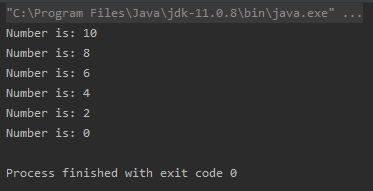 "C:\Program Files\Java\jdk-11.0.8\bin\java.exe" ...
Number is: 10
Number is: 8
Number is: 6
Number is: 4
Number is: 2
Number is: 0
Process finished with exit code 0